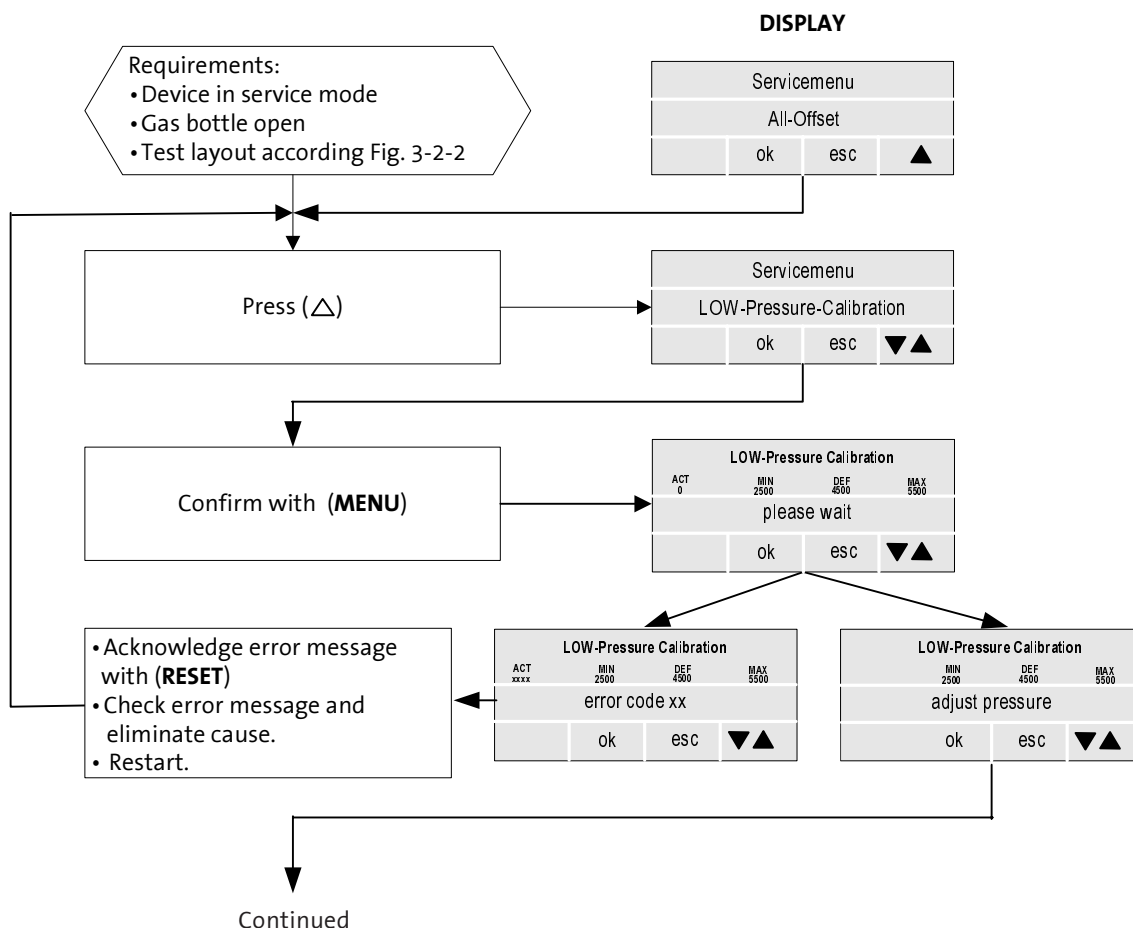 DISPLAY
Requirements:
• Device in service mode
• Gas bottle open
• Test layout according Fig. 3-2-2
Servicemenu
All-Offset
ok esc ▲
Press (△)
Servicemenu
LOW-Pressure-Calibration
ok esc ▼▲
Confirm with (MENU)
LOW-Pressure Calibration
ACT MIN DEF MAX
0 2500 4500 5500
please wait
ok esc ▼▲
• Acknowledge error message
with (RESET)
• Check error message and
eliminate cause.
• Restart.
LOW-Pressure Calibration
ACT MIN DEF MAX
xxxx 2500 4500 5500
error code xx
ok esc ▼▲
LOW-Pressure Calibration
MIN DEF MAX
2500 4500 5500
adjust pressure
ok esc ▼▲
Continued